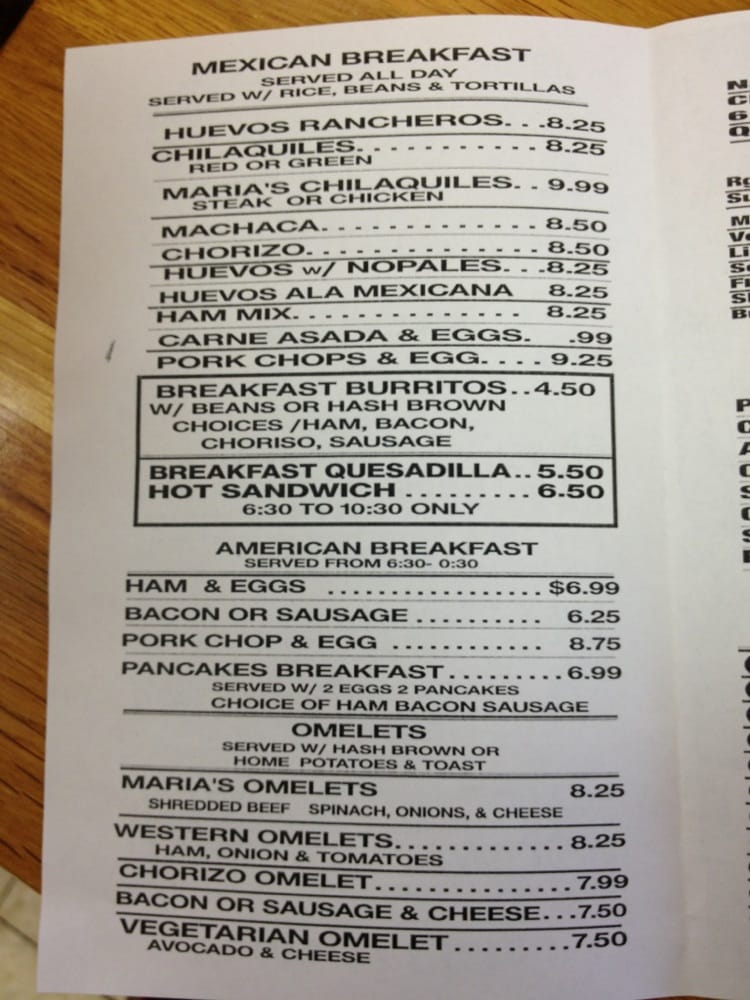 MEXICAN BREAKFAST
SERVED ALL DAY
SERVED W/ RICE, BEANS & TORTILLAS
HUEVOS RANCHEROS. . .8.25
CHILAQUILES. . . . . . . . . . . 8.25
RED OR GREEN
MARIA'S CHILAQUILES. . 9.99
STEAK OR CHICKEN
MACHACA. . . . . . . . . . . . . 8.50
CHORIZO. . . . . . . . . . . . . . 8.50
HUEVOS w/ NOPALES. . .8.25
HUEVOS ALA MEXICANA 8.25
HAM MIX. . . . . . . . . . . . . . 8.25
CARNE ASADA & EGGS. .99
PORK CHOPS & EGG. . . . 9.25
BREAKFAST BURRITOS..4.50
W/ BEANS OR HASH BROWN
CHOICES /HAM, BACON,
CHORISO, SAUSAGE
BREAKFAST QUESADILLA..5.50
HOT SANDWICH ......... 6.50
6:30 TO 10:30 ONLY
AMERICAN BREAKFAST
SERVED FROM 6:30- 0:30
HAM & EGGS .................$6.99
BACON OR SAUSAGE .......... 6.25
PORK CHOP & EGG ............ 8.75
PANCAKES BREAKFAST.........6.99
SERVED W/ 2 EGGS 2 PANCAKES
CHOICE OF HAM BACON SAUSAGE
OMELETS
SERVED W/ HASH BROWN OR
HOME POTATOES & TOAST
MARIA'S OMELETS 8.25
SHREDDED BEEF SPINACH, ONIONS, & CHEESE
WESTERN OMELETS.............8.25
HAM, ONION & TOMATOES
CHORIZO OMELET...............7.99
BACON OR SAUSAGE & CHEESE...7.50
VEGETARIAN OMELET .........7.50
AVOCADO & CHEESE